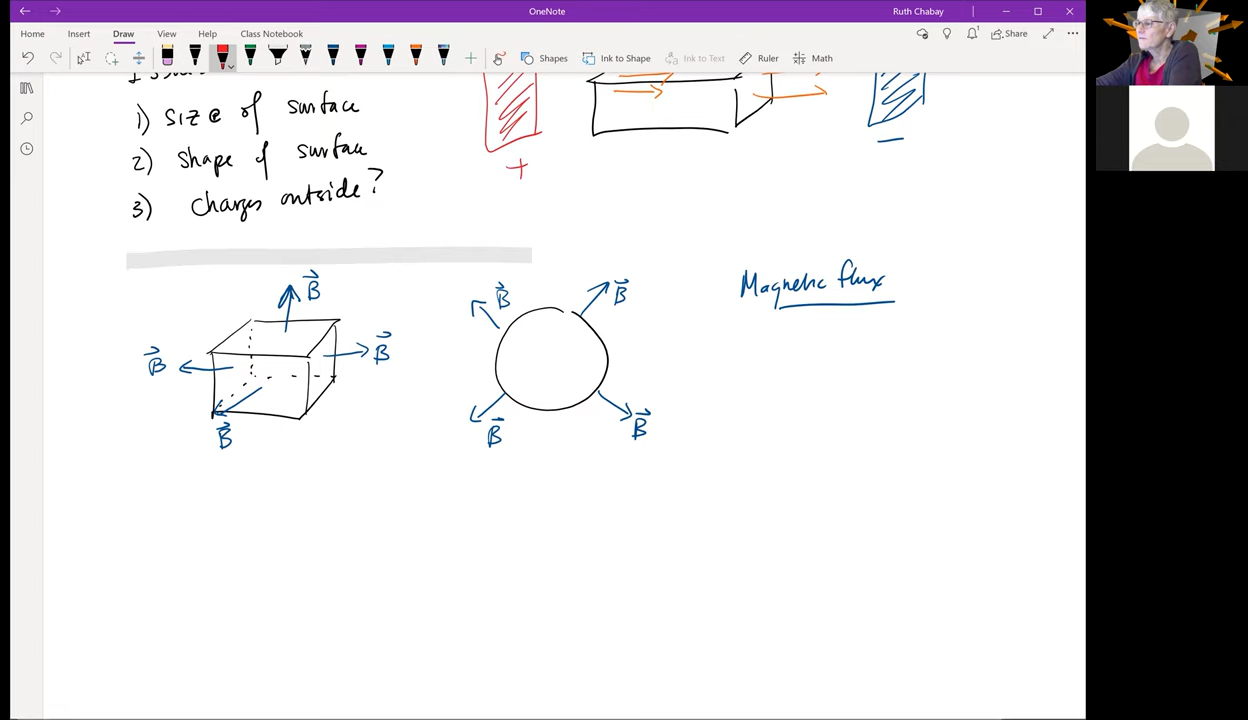 OneNote
Ruth Chabay
Home Insert Draw View Help Class Notebook
Share
Shapes Ink to Shape Ink to Text Ruler Math
1) size of surface
2) shape of surface
3) charges outside?
+
−
Magnetic flux
B⃗
B⃗
B⃗
B⃗
B⃗
B⃗
B⃗
B⃗